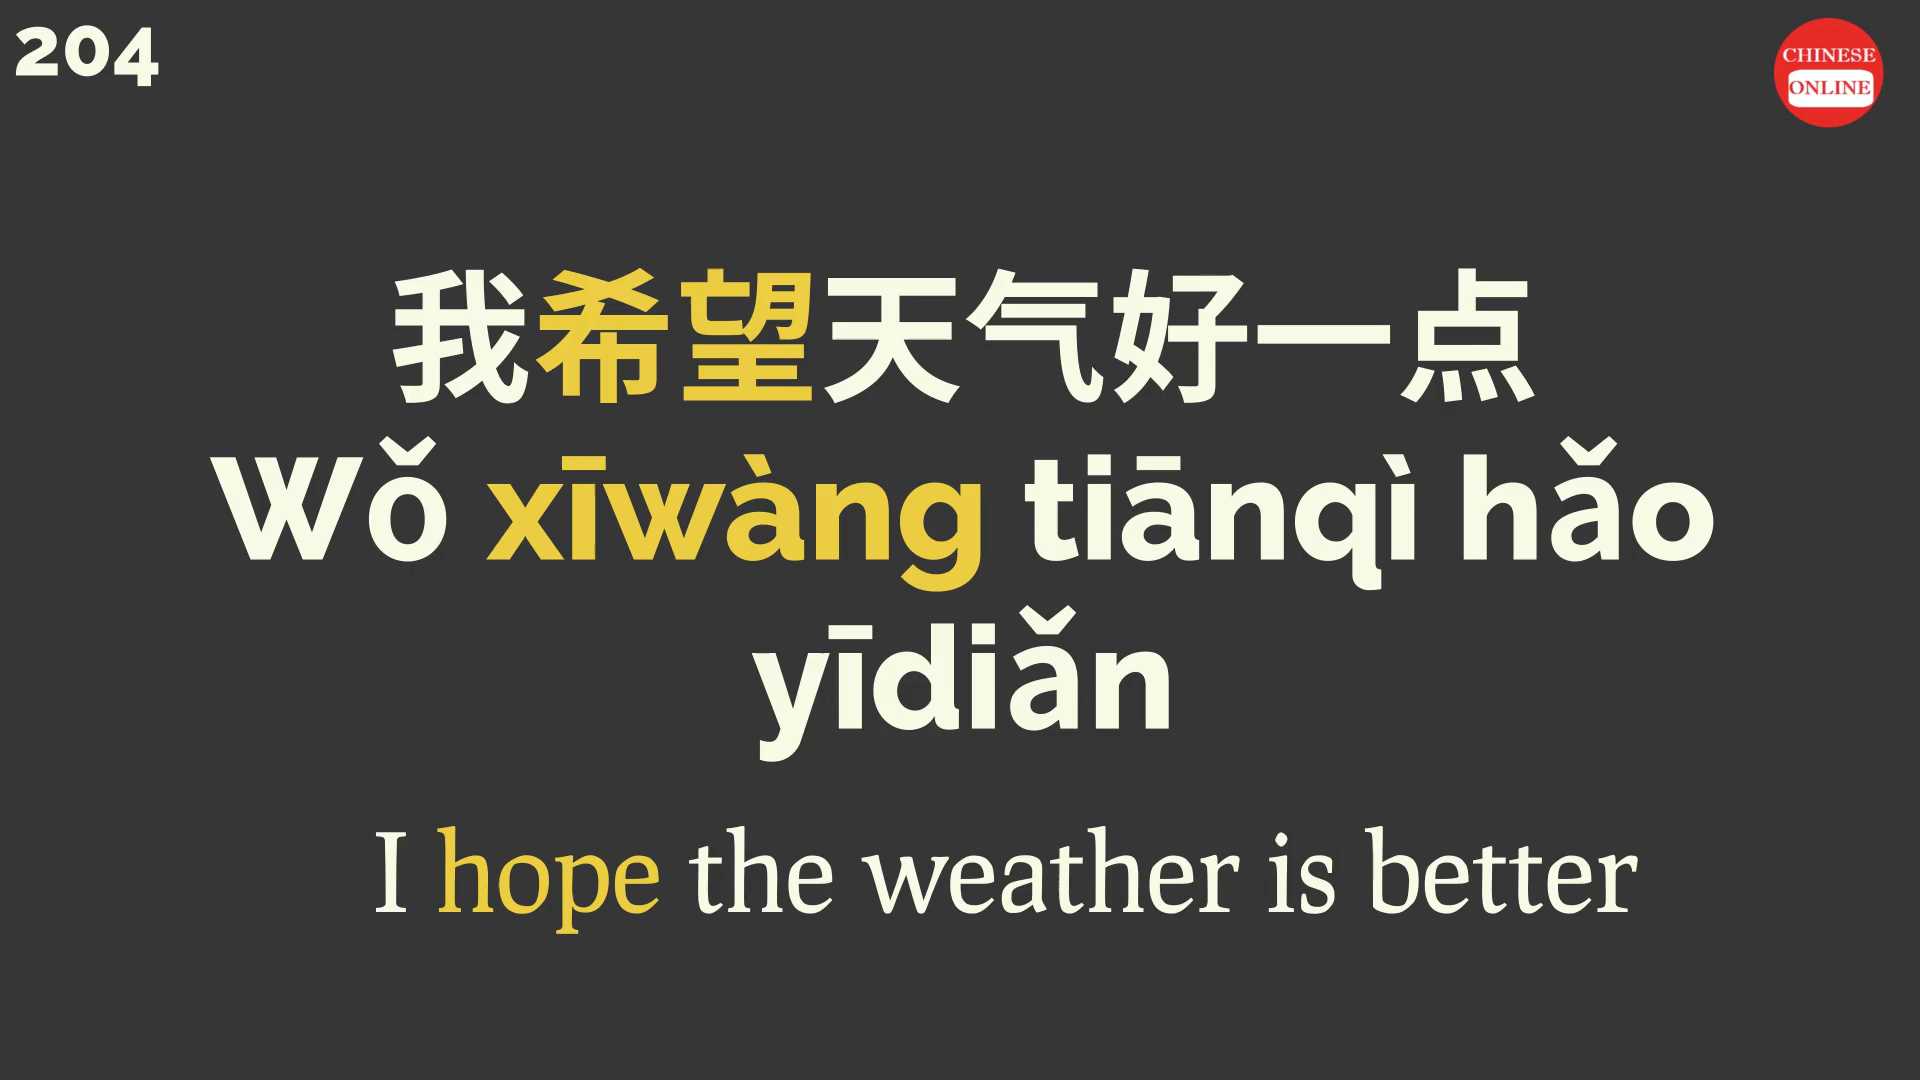 204
CHINESE
ONLINE
我希望天气好一点
Wǒ xīwàng tiānqì hǎo
yīdiǎn
I hope the weather is better